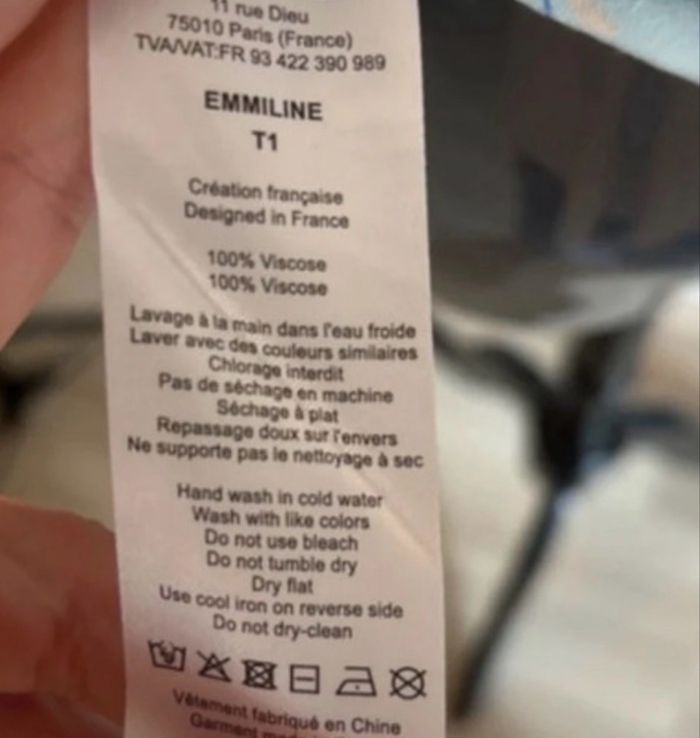 11 rue Dieu
75010 Paris (France)
TVA/VAT:FR 93 422 390 989
EMMILINE
T1
Création française
Designed in France
100% Viscose
100% Viscose
Lavage à la main dans l'eau froide
Laver avec des couleurs similaires
Chlorage interdit
Pas de séchage en machine
Séchage à plat
Repassage doux sur l'envers
Ne supporte pas le nettoyage à sec
Hand wash in cold water
Wash with like colors
Do not use bleach
Do not tumble dry
Dry flat
Use cool iron on reverse side
Do not dry-clean
Vêtement fabriqué en Chine
Garment